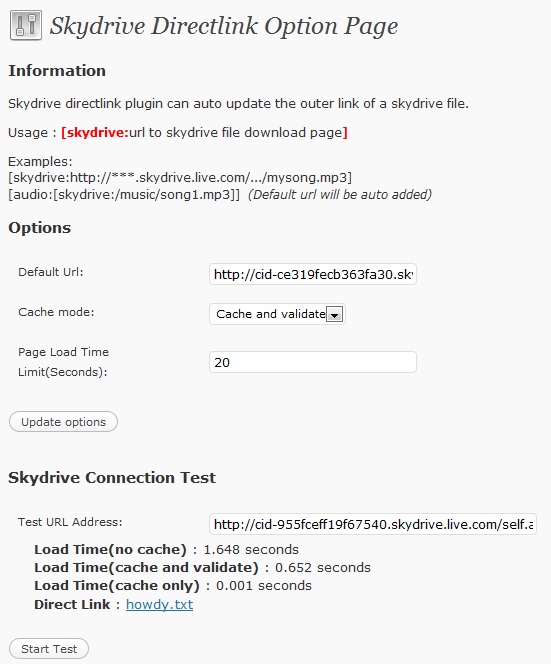 Skydrive Directlink Option Page
Information
Skydrive directlink plugin can auto update the outer link of a skydrive file.
Usage : [skydrive:url to skydrive file download page]
Examples:
[skydrive:http://***.skydrive.live.com/.../mysong.mp3]
[audio:[skydrive:/music/song1.mp3]] (Default url will be auto added)
Options
Default Url: http://cid-ce319fecb363fa30.sk
Cache mode: Cache and validate
Page Load Time
Limit(Seconds): 20
Update options
Skydrive Connection Test
Test URL Address: http://cid-955fceff19f67540.skydrive.live.com/self.a
Load Time(no cache) : 1.648 seconds
Load Time(cache and validate) : 0.652 seconds
Load Time(cache only) : 0.001 seconds
Direct Link : howdy.txt
Start Test